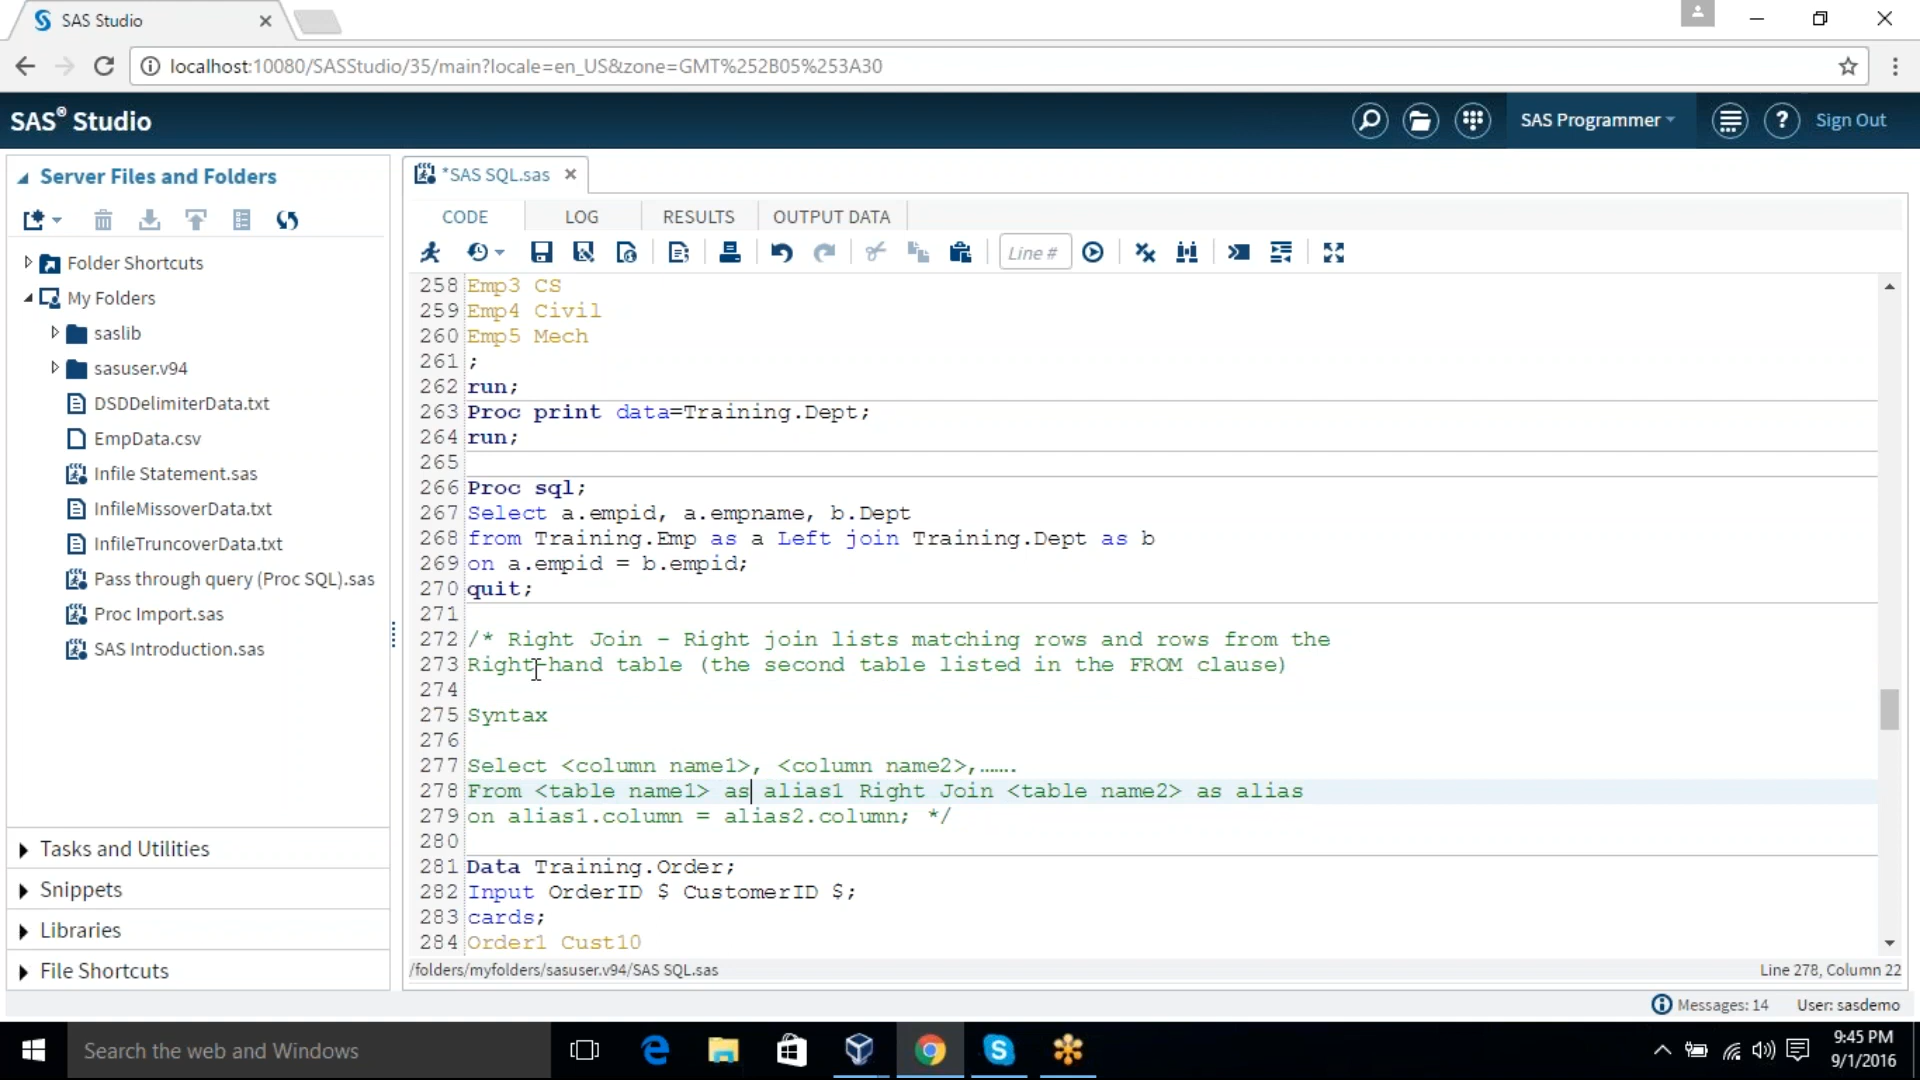 SAS Studio
localhost:10080/SASStudio/35/main?locale=en_US&zone=GMT%252B05%253A30
SAS® Studio
SAS Programmer
Sign Out
Server Files and Folders
Folder Shortcuts
My Folders
saslib
sasuser.v94
DSDDelimiterData.txt
EmpData.csv
Infile Statement.sas
InfileMissoverData.txt
InfileTruncoverData.txt
Pass through query (Proc SQL).sas
Proc Import.sas
SAS Introduction.sas
Tasks and Utilities
Snippets
Libraries
File Shortcuts
*SAS SQL.sas
CODE LOG RESULTS OUTPUT DATA
Line #
258 Emp3 CS
259 Emp4 Civil
260 Emp5 Mech
261 ;
262 run;
263 Proc print data=Training.Dept;
264 run;
265
266 Proc sql;
267 Select a.empid, a.empname, b.Dept
268 from Training.Emp as a Left join Training.Dept as b
269 on a.empid = b.empid;
270 quit;
271
272 /* Right Join - Right join lists matching rows and rows from the
273 Right-hand table (the second table listed in the FROM clause)
274
275 Syntax
276
277 Select <column name1>, <column name2>,......
278 From <table name1> as alias1 Right Join <table name2> as alias
279 on alias1.column = alias2.column; */
280
281 Data Training.Order;
282 Input OrderID $ CustomerID $;
283 cards;
284 Order1 Cust10
/folders/myfolders/sasuser.v94/SAS SQL.sas
Line 278, Column 22
Messages: 14 User: sasdemo
Search the web and Windows
9:45 PM
9/1/2016